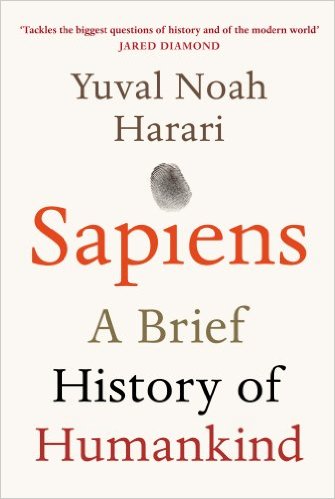 ‘Tackles the biggest questions of history and of the modern world’
JARED DIAMOND
Yuval Noah
Harari
Sapiens
A Brief
History of
Humankind